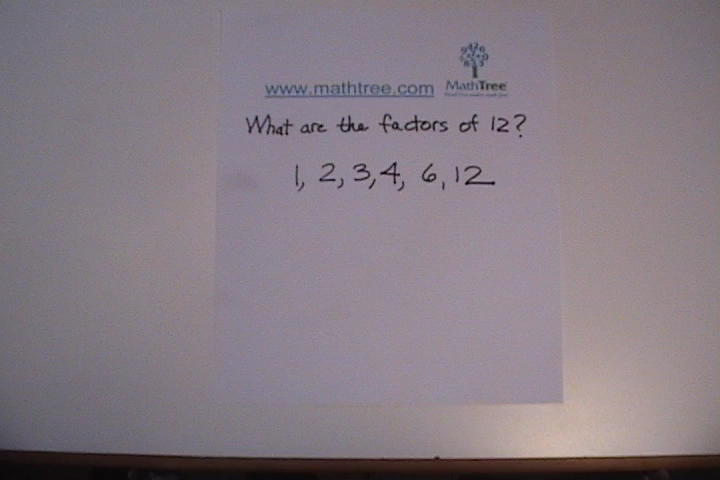 www.mathtree.com MathTree
What are the factors of 12?
1, 2, 3, 4, 6, 12